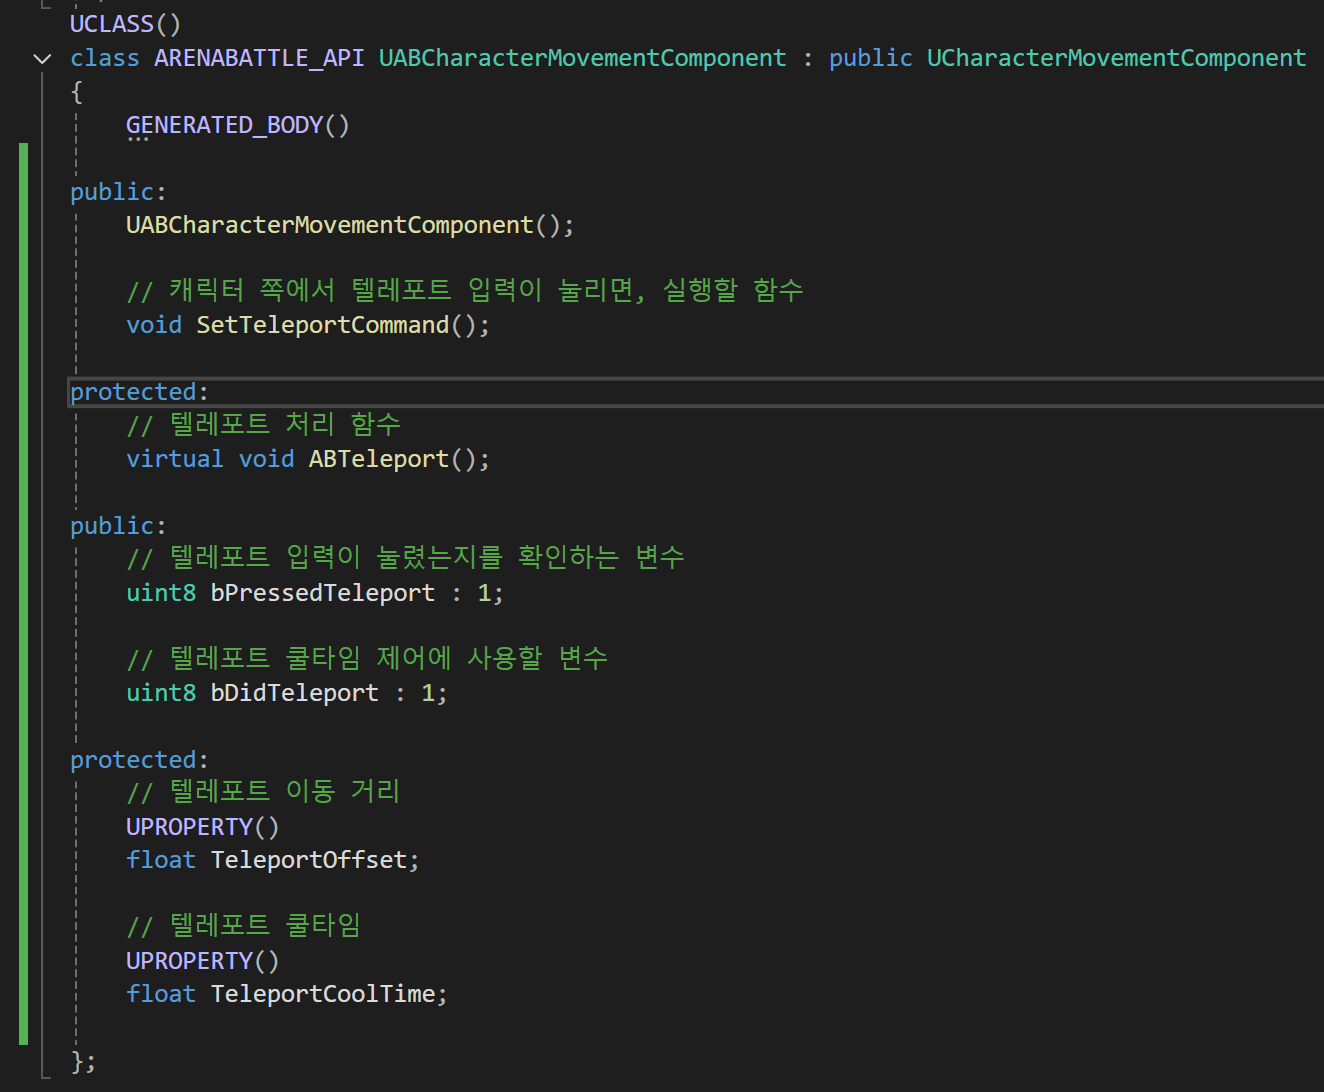 UCLASS()
class ARENABATTLE_API UABCharacterMovementComponent : public UCharacterMovementComponent
{
GENERATED_BODY()
public:
UABCharacterMovementComponent();
// 캐릭터 쪽에서 텔레포트 입력이 눌리면, 실행할 함수
void SetTeleportCommand();
protected:
// 텔레포트 처리 함수
virtual void ABTeleport();
public:
// 텔레포트 입력이 눌렸는지를 확인하는 변수
uint8 bPressedTeleport : 1;
// 텔레포트 쿨타임 제어에 사용할 변수
uint8 bDidTeleport : 1;
protected:
// 텔레포트 이동 거리
UPROPERTY()
float TeleportOffset;
// 텔레포트 쿨타임
UPROPERTY()
float TeleportCoolTime;
};